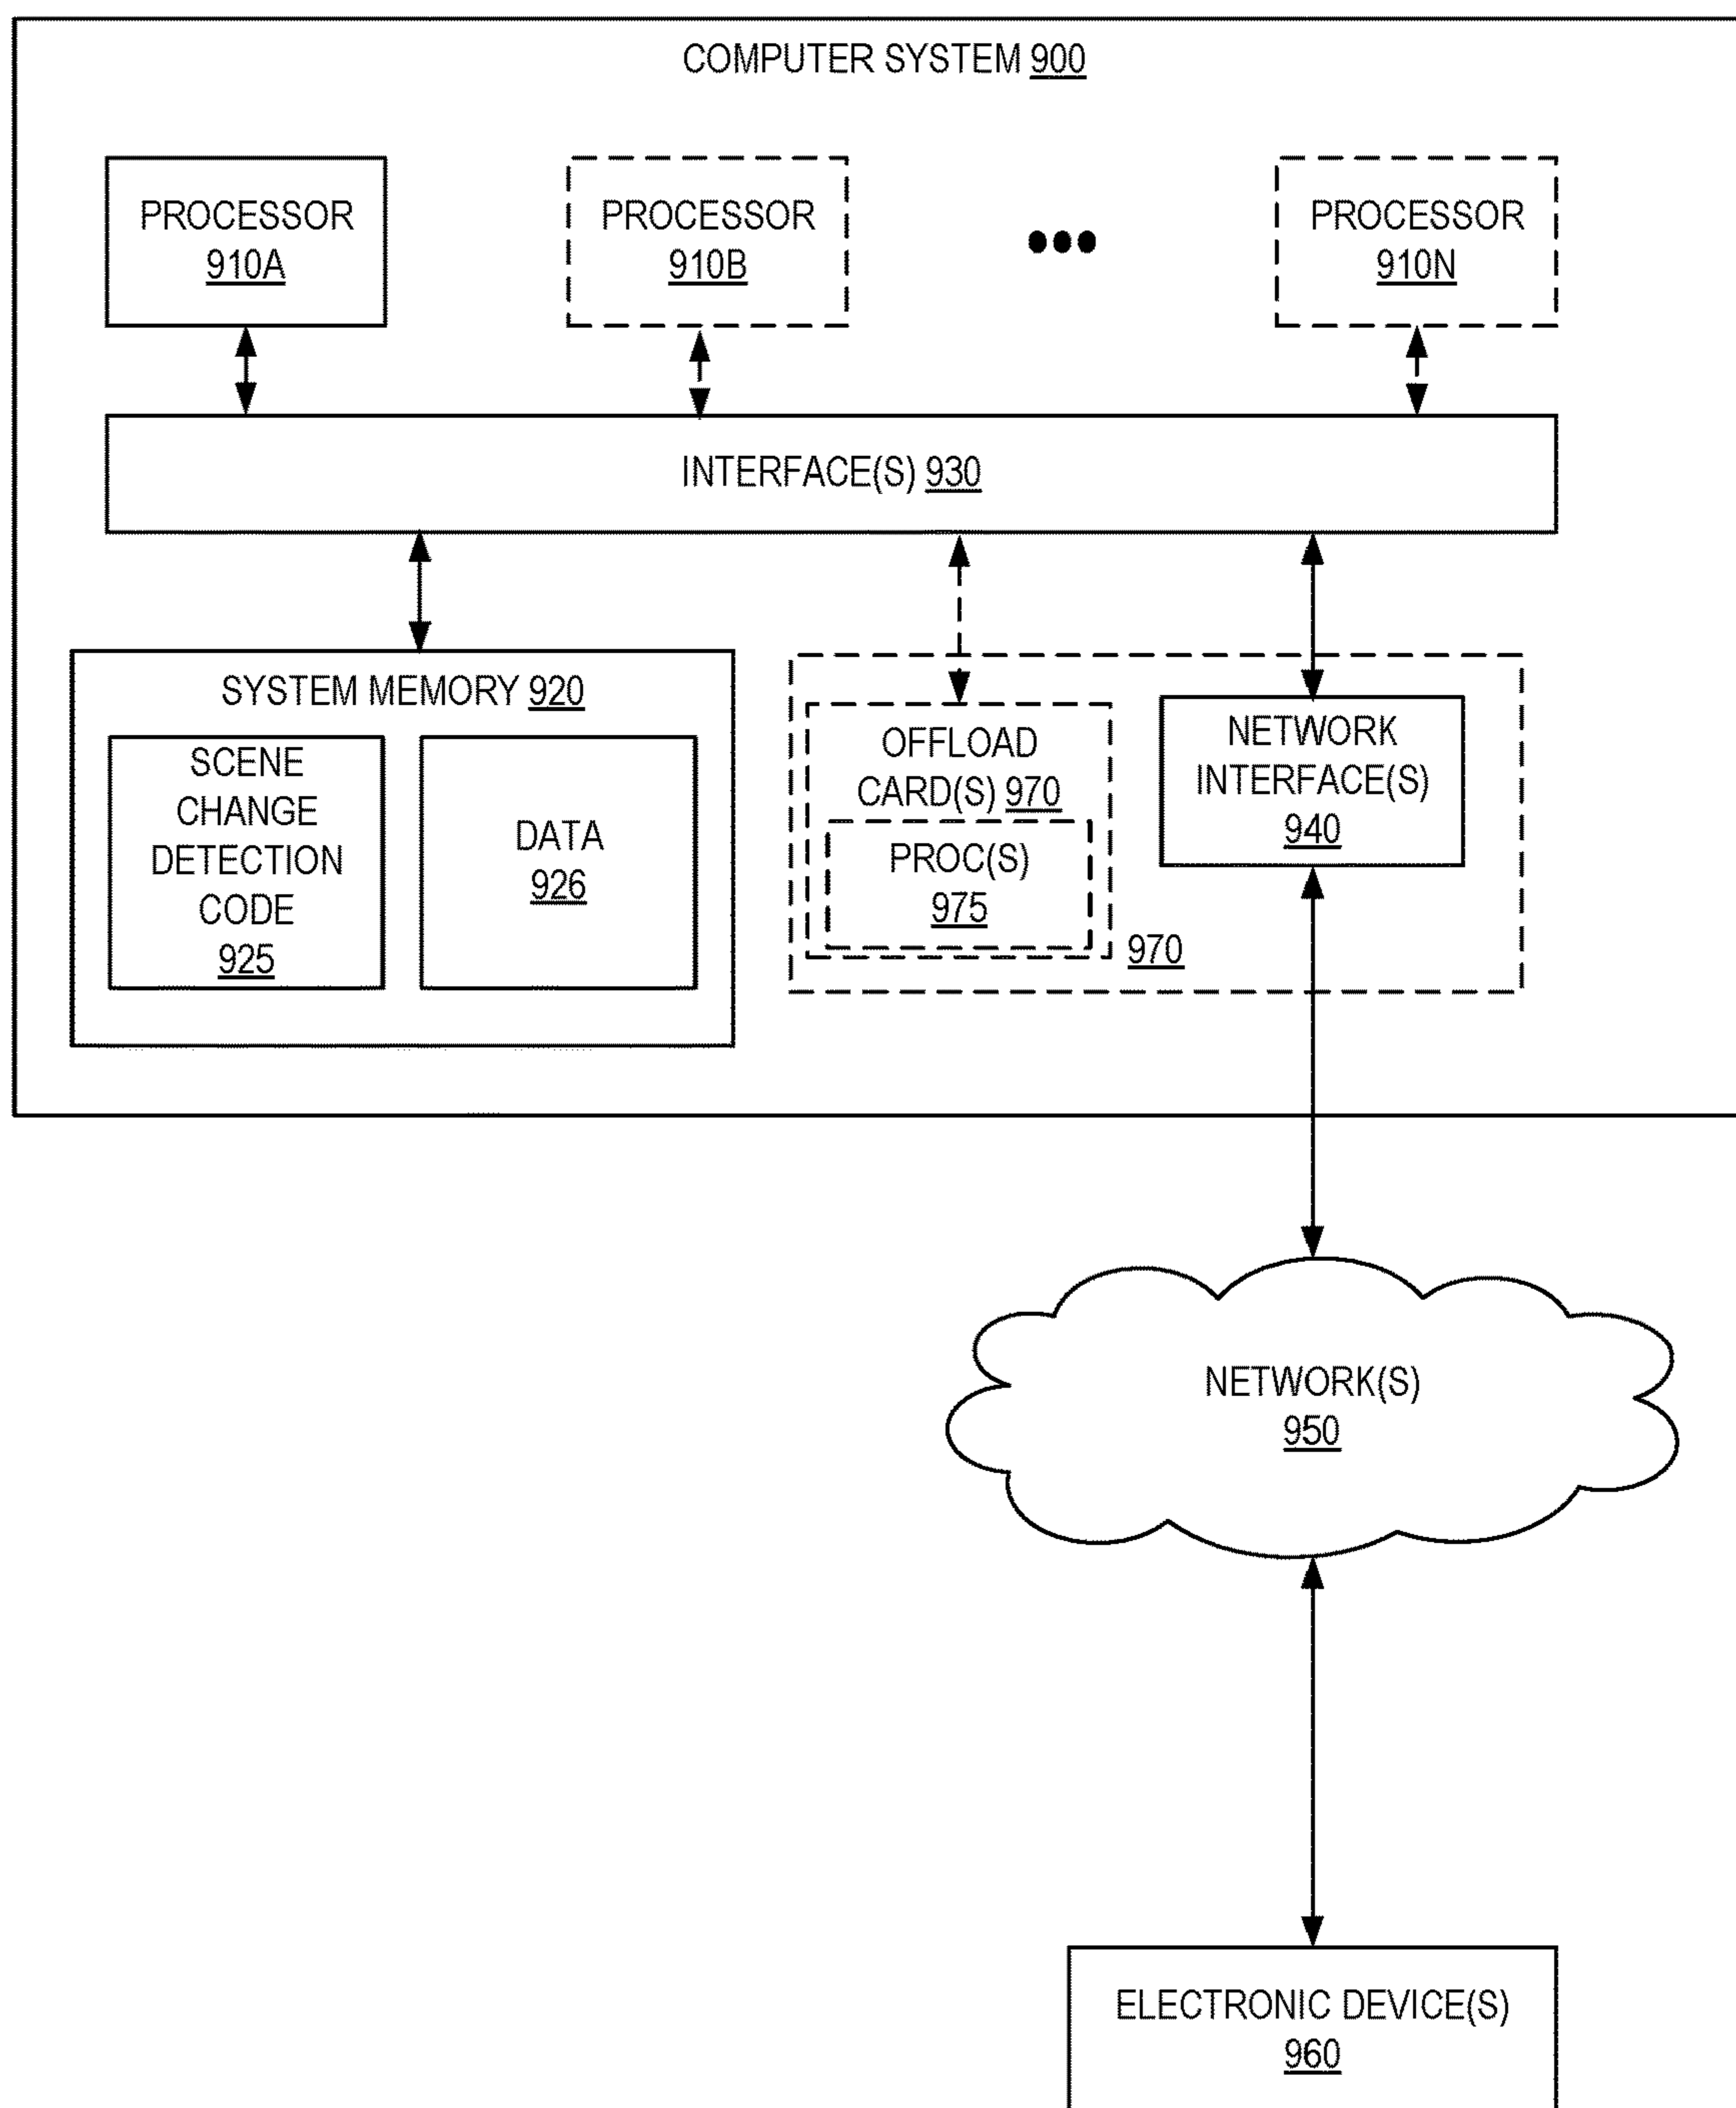 COMPUTER SYSTEM 900
PROCESSOR
910A
PROCESSOR
910B
PROCESSOR
910N
INTERFACE(S) 930
SYSTEM MEMORY 920
SCENE
CHANGE
DETECTION
CODE
925
DATA
926
OFFLOAD
CARD(S) 970
PROC(S)
975
970
NETWORK
INTERFACE(S)
940
NETWORK(S)
950
ELECTRONIC DEVICE(S)
960